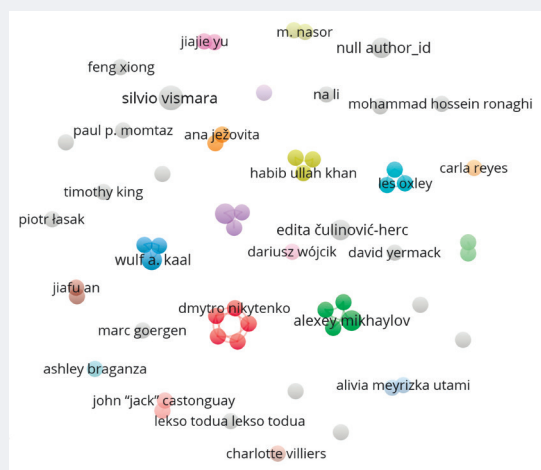 m. nasor
jiajie yu
null author_id
feng xiong
silvio vismara
na li
mohammad hossein ronaghi
paul p. momtaz
ana ježovita
habib ullah khan
carla reyes
les oxley
timothy king
piotr łasak
edita čulinović-herc
dariusz wójcik
david yermack
wulf a. kaal
jiafu an
dmytro nikytenko
alexey mikhaylov
marc goergen
ashley braganza
alivia meyrizka utami
john "jack" castonguay
lekso todua lekso todua
charlotte villiers